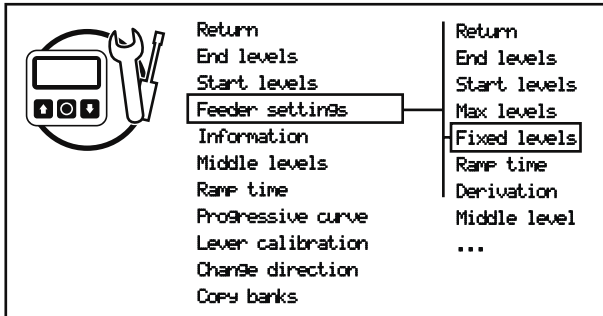 Return
End levels
Start levels
Feeder settings
Information
Middle levels
Ramp time
Progressive curve
Lever calibration
Change direction
Copy banks
Return
End levels
Start levels
Max levels
Fixed levels
Ramp time
Derivation
Middle level
...